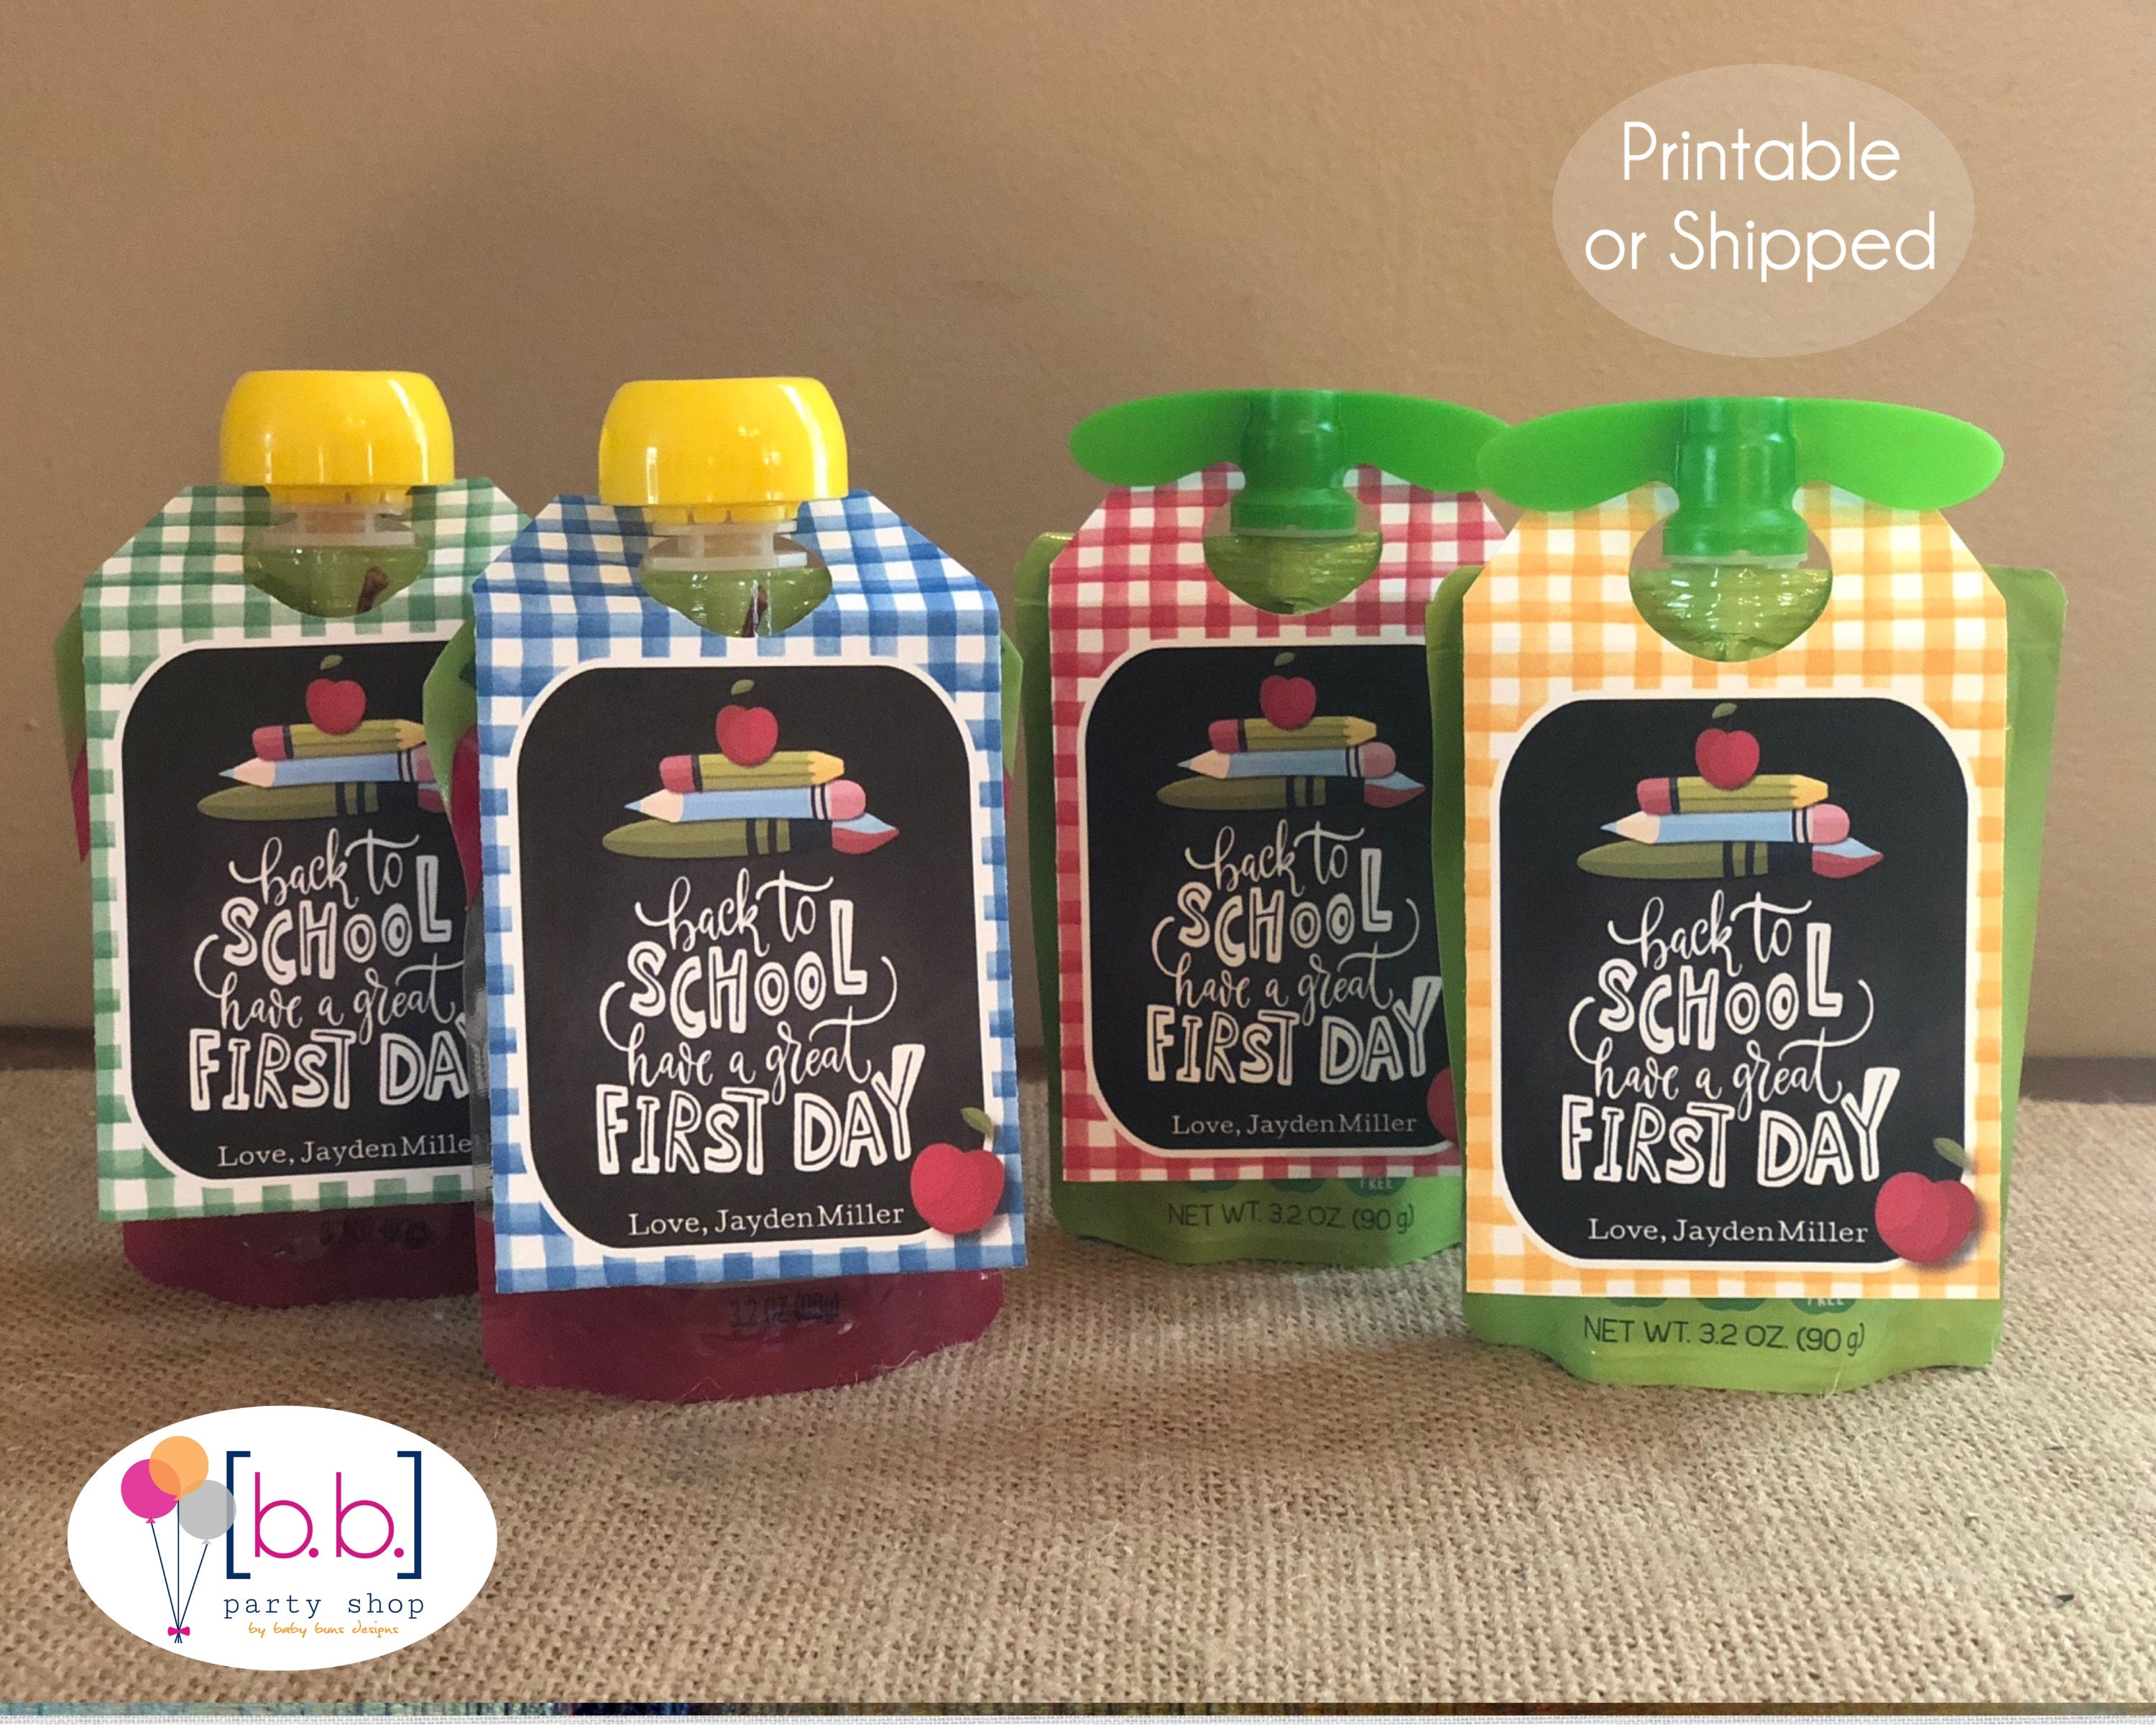 Printable
or Shipped
back to
SCHOOL
have a great
FIRST DA
Love, Jayden Mille
back to
SCHOOL
have a great
FIRST DAY
Love, Jayden Miller
3.2 OZ (90g)
back to
SCHOOL
have a great
FIRST DAY
Love, Jayden Miller
FREE
NET WT. 3.2 OZ. (90 g)
back to
SCHOOL
have a great
FIRST DAY
Love, Jayden Miller
FREE
NET WT. 3.2 OZ. (90 g)
[b.b.]
party shop
by baby buns designs